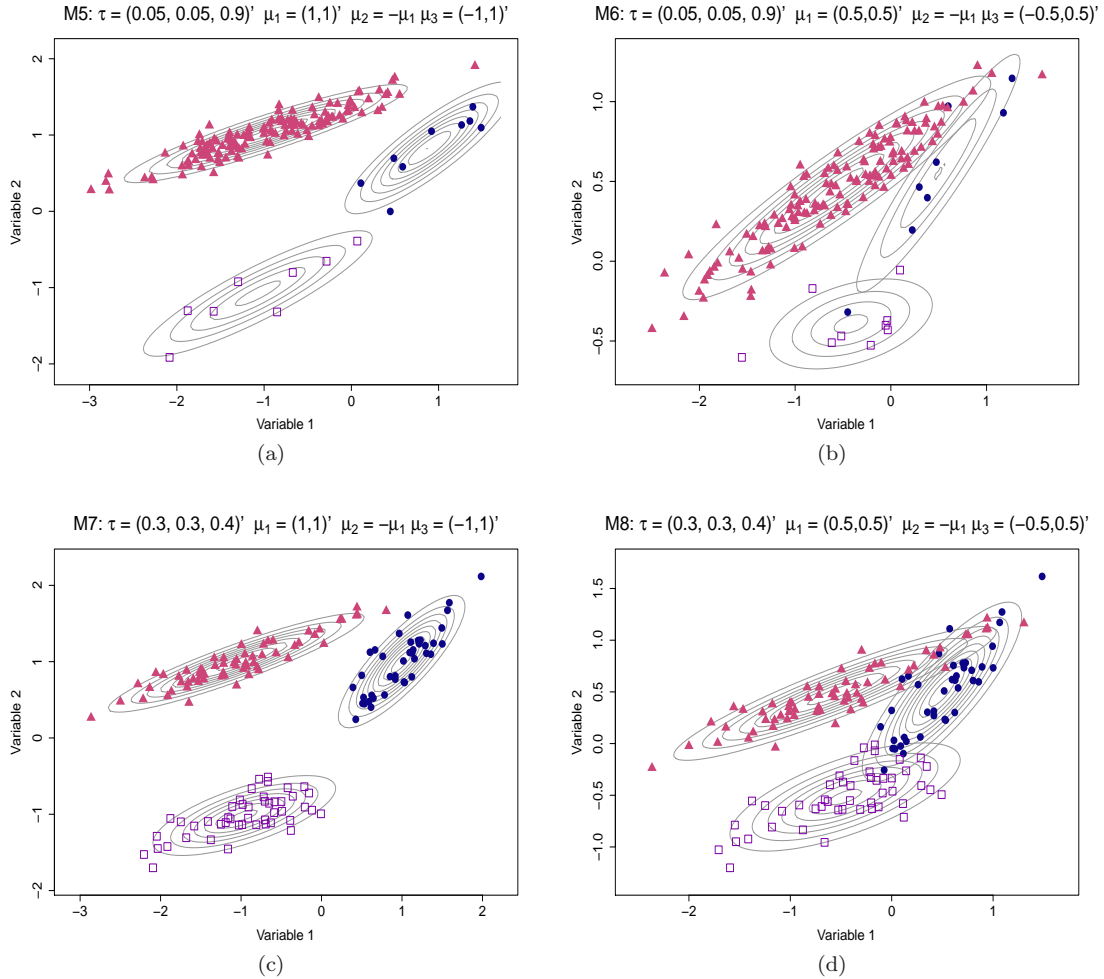 M5: τ = (0.05, 0.05, 0.9)’ μ1 = (1,1)’ μ2 = −μ1 μ3 = (−1,1)’
Variable 2
2
1
0
−1
−2
−3
−2
−1
0
1
Variable 1
(a)
M6: τ = (0.05, 0.05, 0.9)’ μ1 = (0.5,0.5)’ μ2 = −μ1 μ3 = (−0.5,0.5)’
Variable 2
1.0
0.5
0.0
−0.5
−2
−1
0
1
Variable 1
(b)
M7: τ = (0.3, 0.3, 0.4)’ μ1 = (1,1)’ μ2 = −μ1 μ3 = (−1,1)’
Variable 2
2
1
0
−1
−2
−3
−2
−1
0
1
2
Variable 1
(c)
M8: τ = (0.3, 0.3, 0.4)’ μ1 = (0.5,0.5)’ μ2 = −μ1 μ3 = (−0.5,0.5)’
Variable 2
1.5
1.0
0.5
0.0
−0.5
−1.0
−2
−1
0
1
Variable 1
(d)